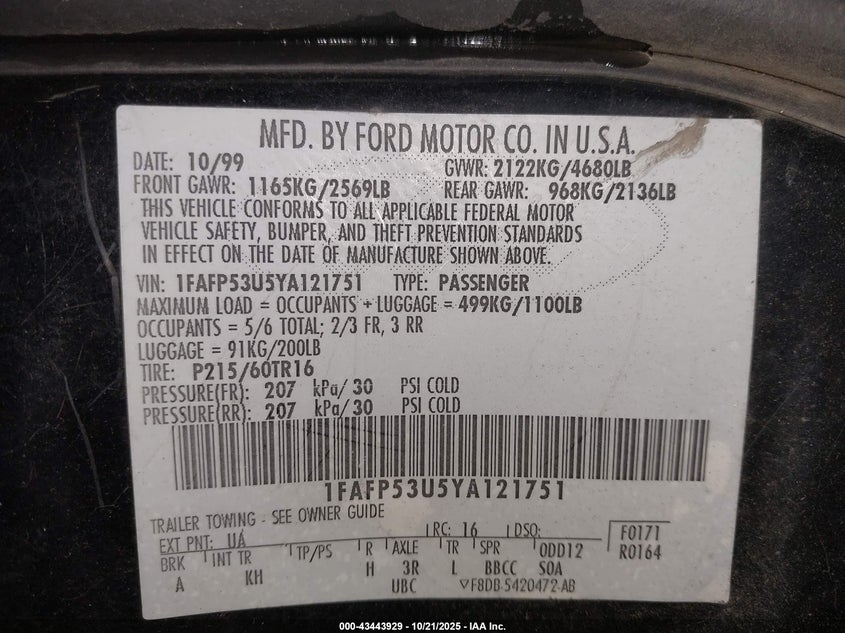 MFD. BY FORD MOTOR CO. IN U.S.A.
DATE: 10/99 GVWR: 2122KG/4680LB
FRONT GAWR: 1165KG/2569LB REAR GAWR: 968KG/2136LB
THIS VEHICLE CONFORMS TO ALL APPLICABLE FEDERAL MOTOR
VEHICLE SAFETY, BUMPER, AND THEFT PREVENTION STANDARDS
IN EFFECT ON THE DATE OF MANUFACTURE SHOWN ABOVE.
VIN: 1FAFP53U5YA121751 TYPE: PASSENGER
MAXIMUM LOAD = OCCUPANTS + LUGGAGE = 499KG/1100LB
OCCUPANTS = 5/6 TOTAL; 2/3 FR, 3 RR
LUGGAGE = 91KG/200LB
TIRE: P215/60TR16
PRESSURE(FR): 207 kPa/ 30 PSI COLD
PRESSURE(RR): 207 kPa/ 30 PSI COLD
1FAFP53U5YA121751
TRAILER TOWING - SEE OWNER GUIDE
EXT PNT: UA RC: 16 DSO: F0171
BRK INT TR TP/PS R AXLE TR SPR ODD12 R0164
A KH H 3R L BBCC SOA
UBC ▽F8DB-5420472-AB
000-43443929 - 10/21/2025 - IAA Inc.